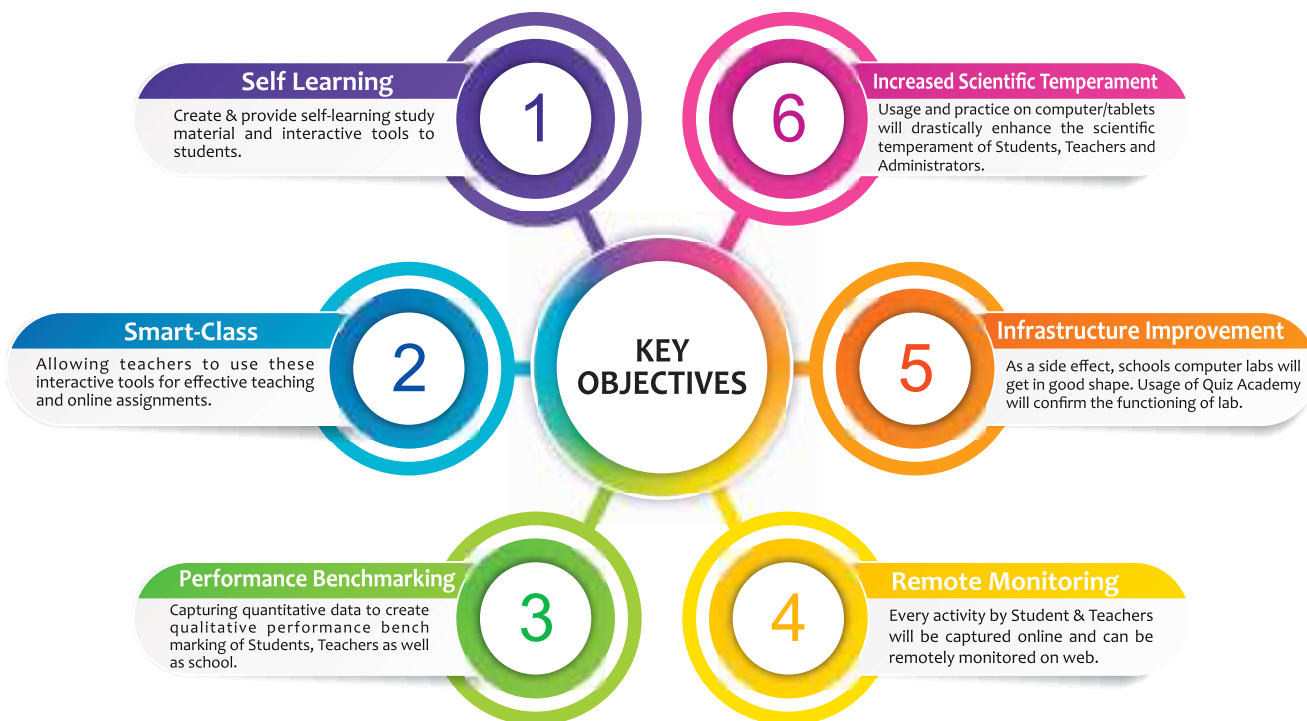 KEY
OBJECTIVES
1
Self Learning
Create & provide self-learning study
material and interactive tools to
students.
2
Smart-Class
Allowing teachers to use these
interactive tools for effective teaching
and online assignments.
3
Performance Benchmarking
Capturing quantitative data to create
qualitative performance bench
marking of Students, Teachers as well
as school.
4
Remote Monitoring
Every activity by Student & Teachers
will be captured online and can be
remotely monitored on web.
5
Infrastructure Improvement
As a side effect, schools computer labs will
get in good shape. Usage of Quiz Academy
will confirm the functioning of lab.
6
Increased Scientific Temperament
Usage and practice on computer/tablets
will drastically enhance the scientific
temperament of Students, Teachers and
Administrators.